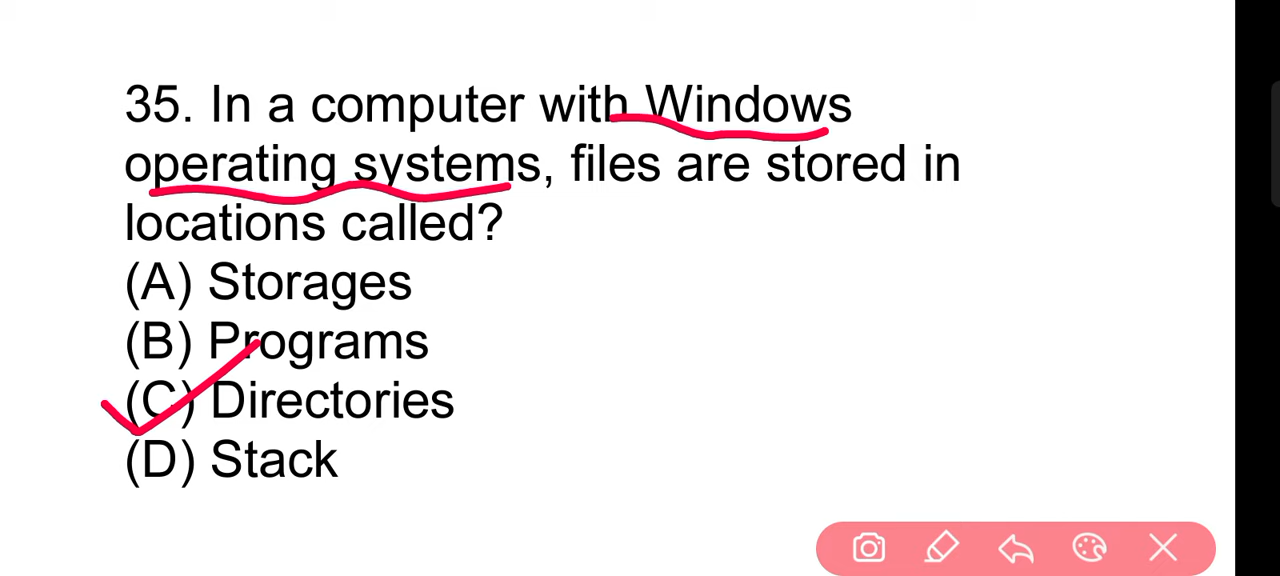 35. In a computer with Windows
operating systems, files are stored in
locations called?
(A) Storages
(B) Programs
(C) Directories
(D) Stack